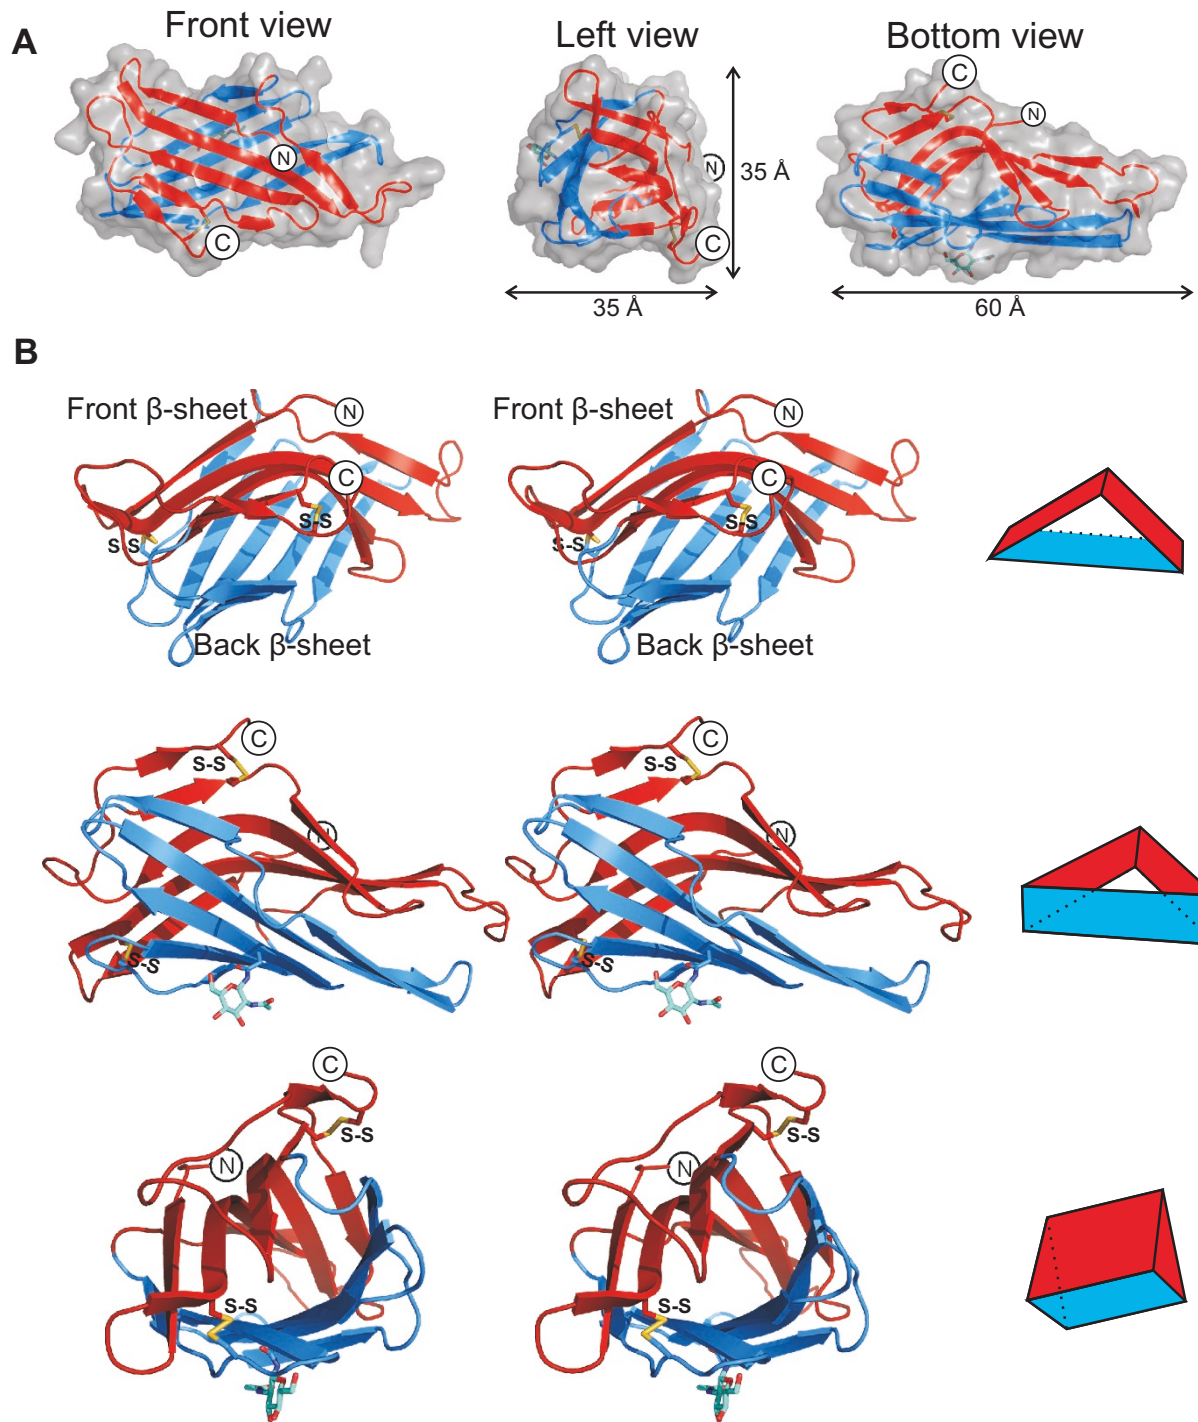 A
Front view
Left view
Bottom view
N
C
N
C
35 Å
35 Å
C
N
60 Å
B
Front β-sheet
N
C
S-S
S-S
Back β-sheet
Front β-sheet
N
C
S-S
S-S
Back β-sheet
C
S-S
N
S-S
C
S-S
N
S-S
C
S-S
N
S-S
C
S-S
N
S-S